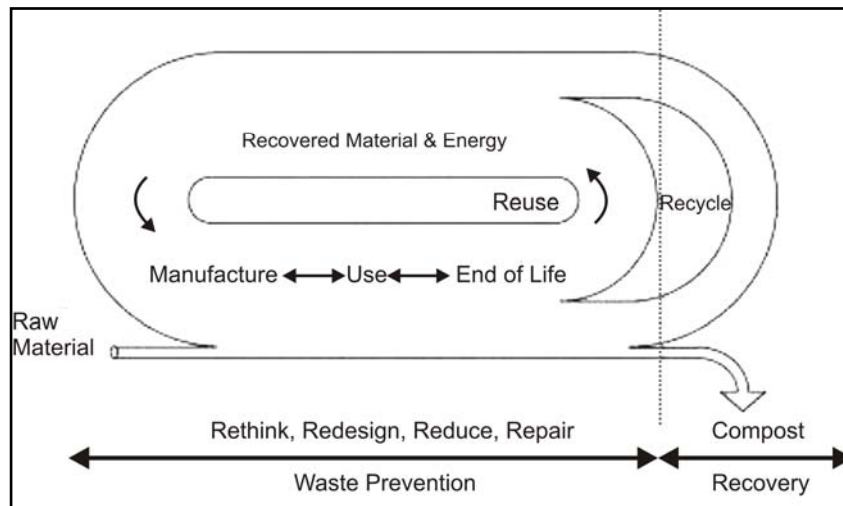 Recovered Material & Energy
Reuse
Recycle
Manufacture Use End of Life
Raw
Material
Rethink, Redesign, Reduce, Repair
Compost
Waste Prevention
Recovery